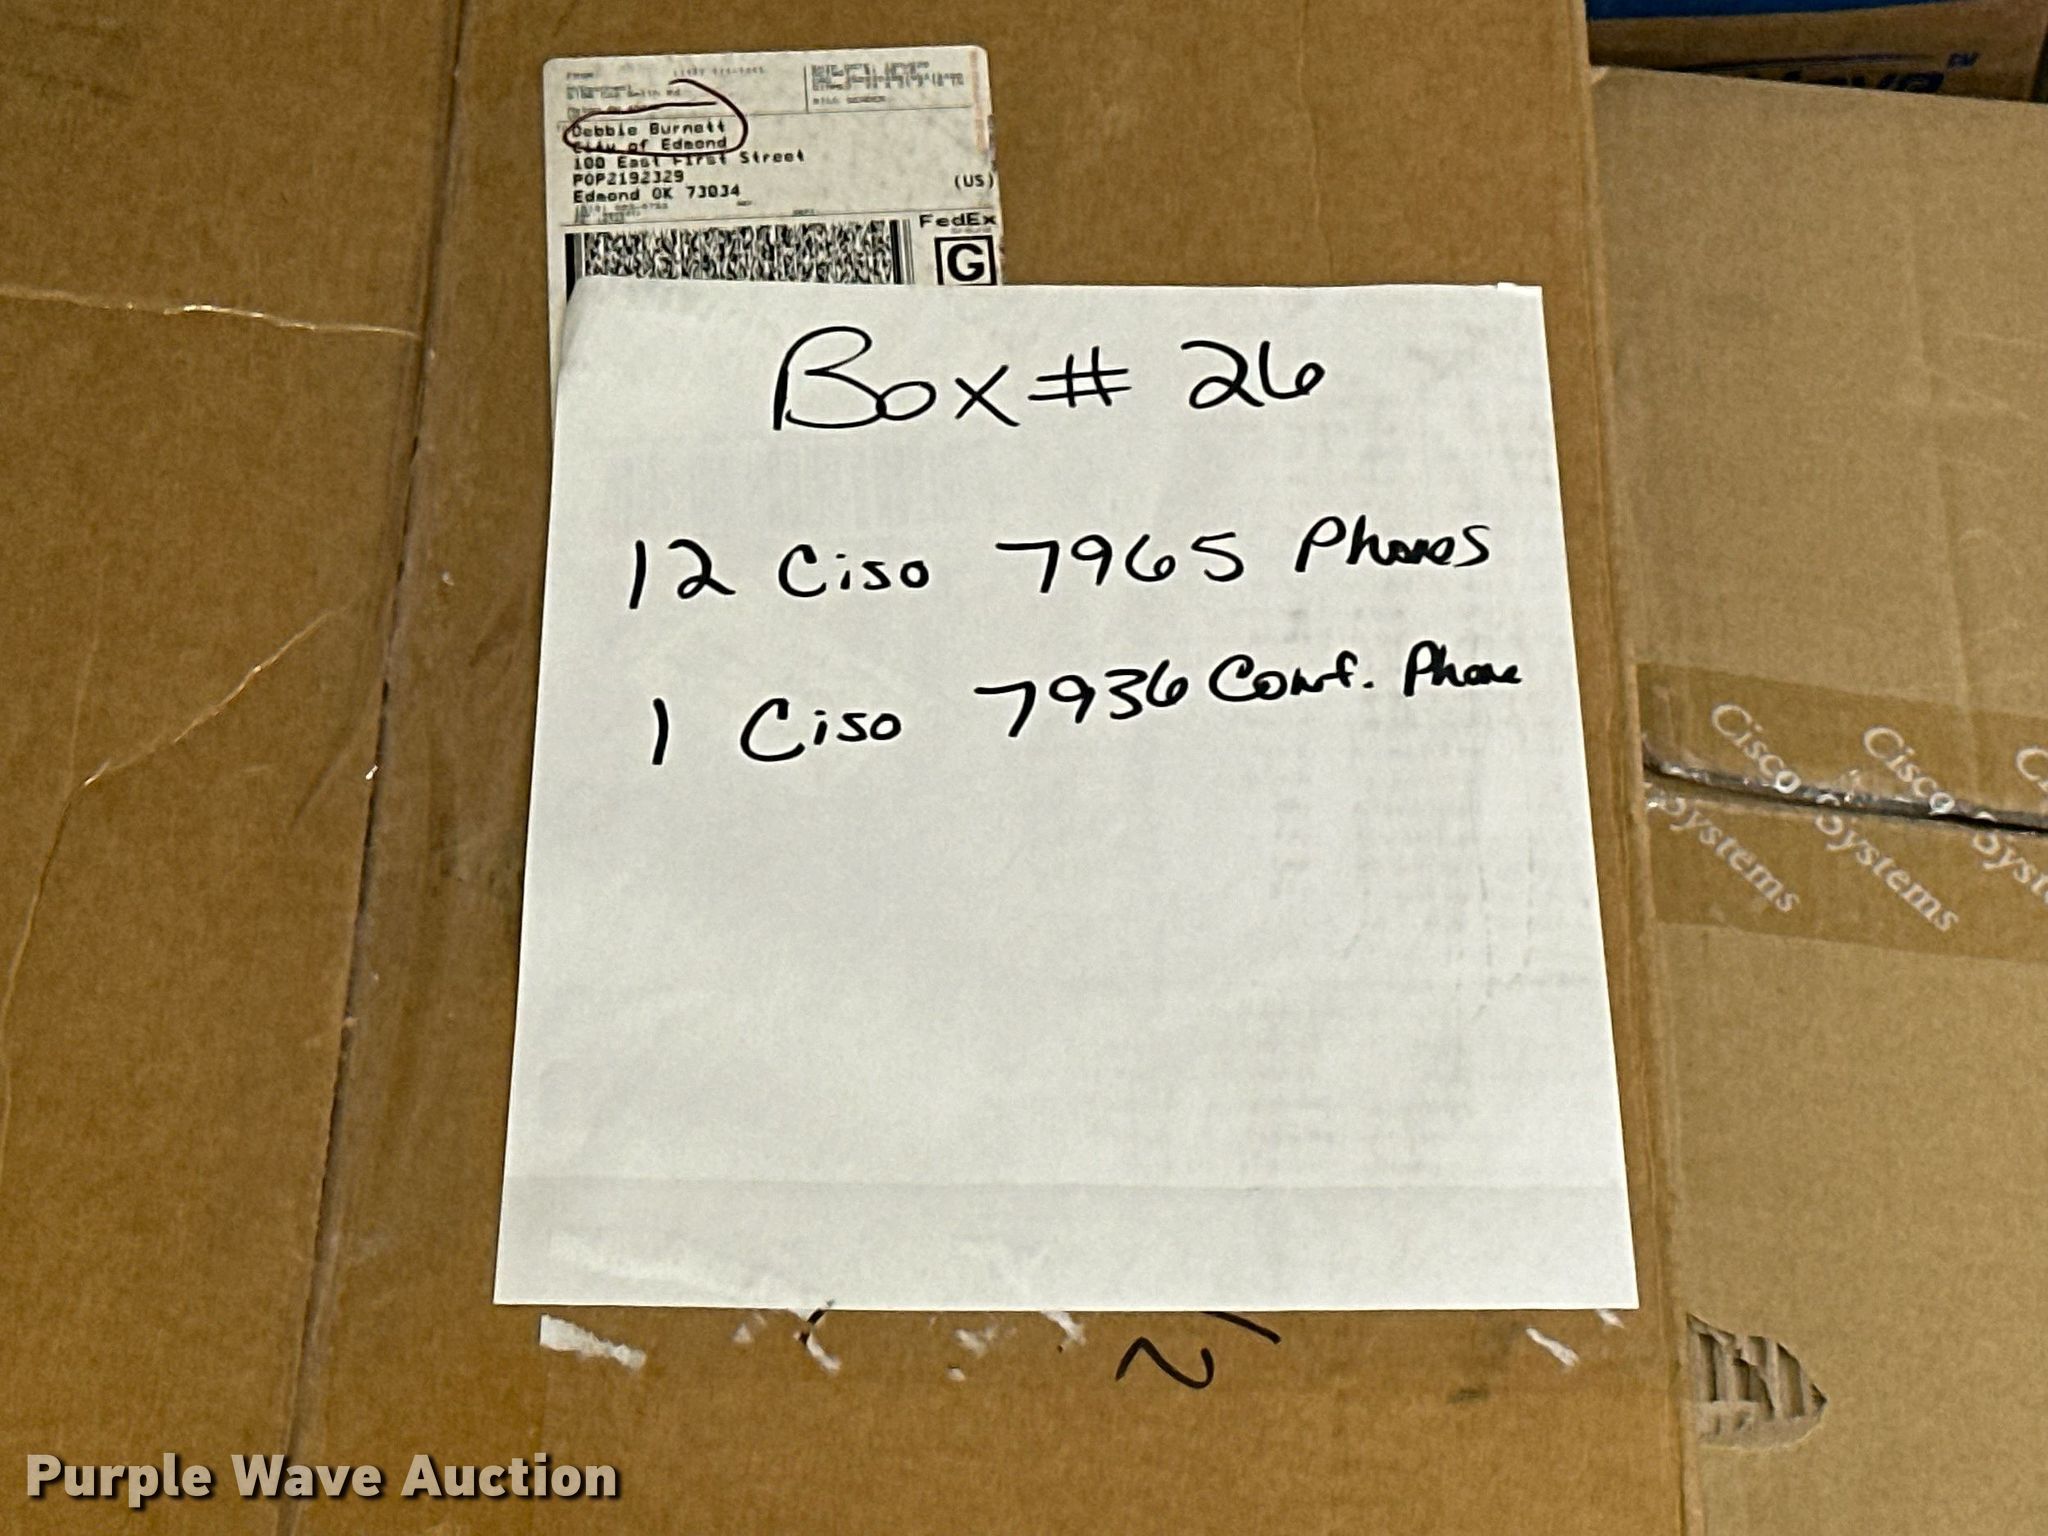 Debbie Burnett
City of Edmond
100 East First Street
POP2192329
Edmond OK 73034
(US)
FedEx
G
Box # 26
12 Ciso 7965 Phones
1 Ciso 7936 Conf. Phone
Cisco Systems
Cisco Systems
N
Purple Wave Auction